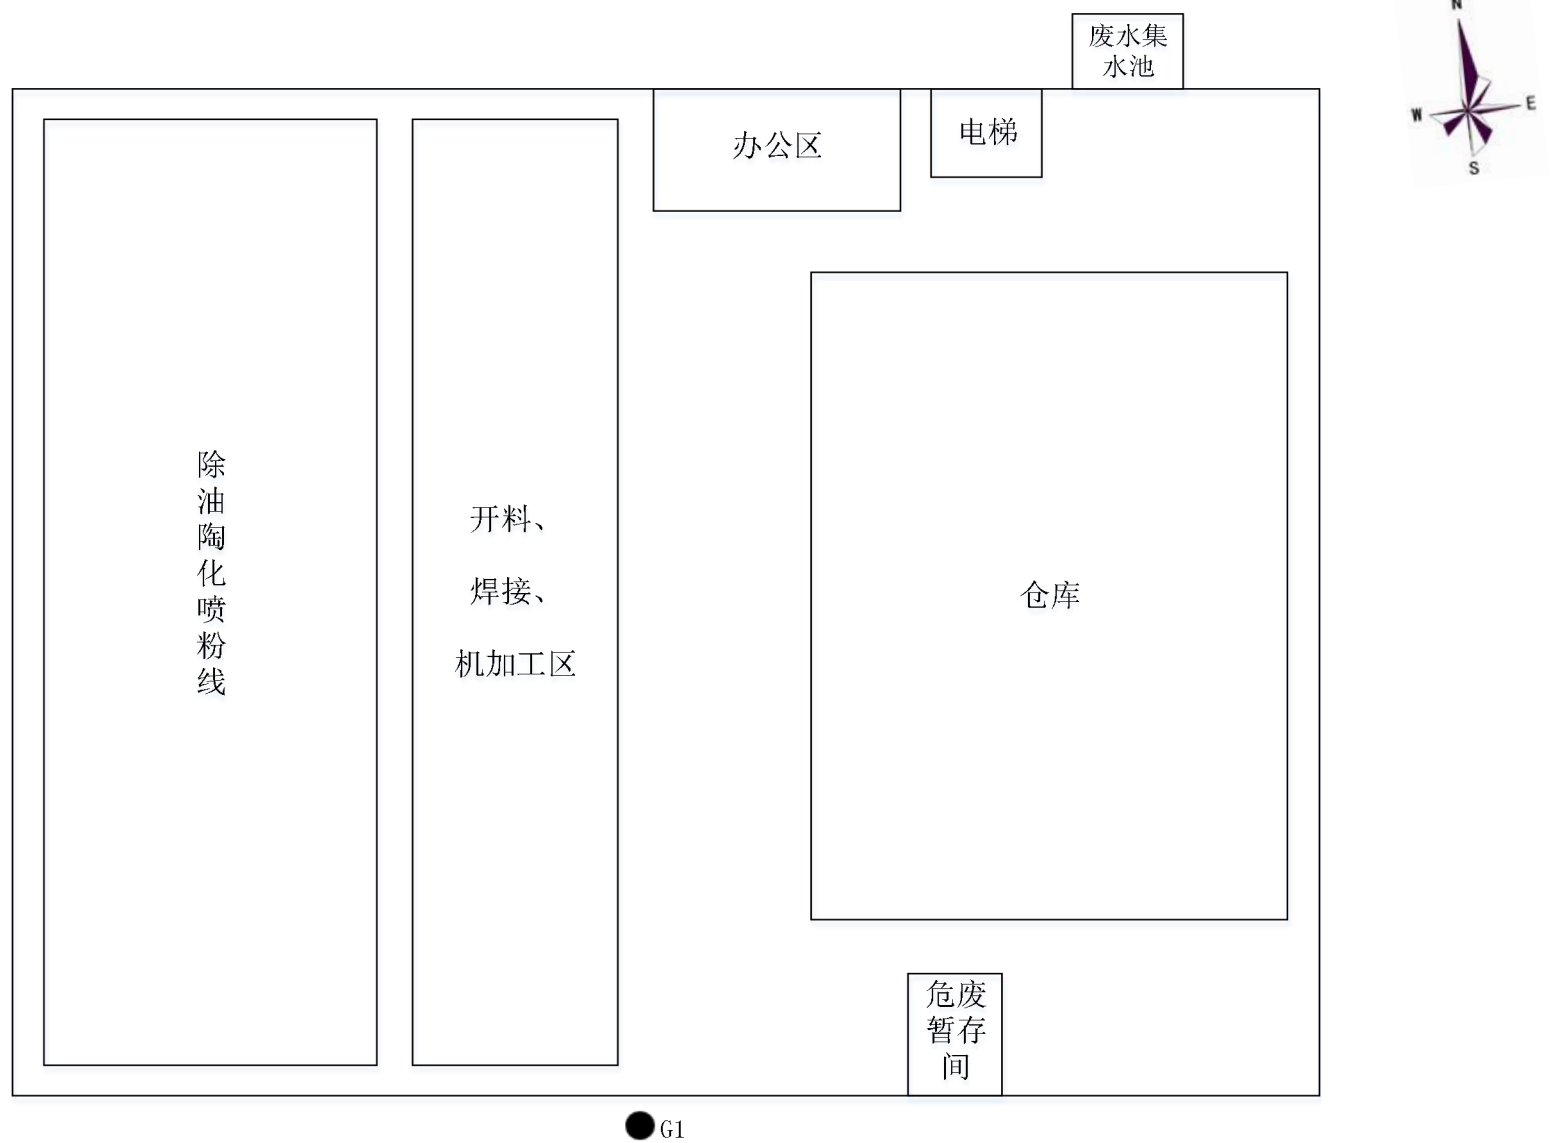 N
废水集
水池
W
E
S
办公区
电梯
除
油
陶
化
喷
粉
线
开料、
焊接、
机加工区
仓库
危废
暂存
间
G1